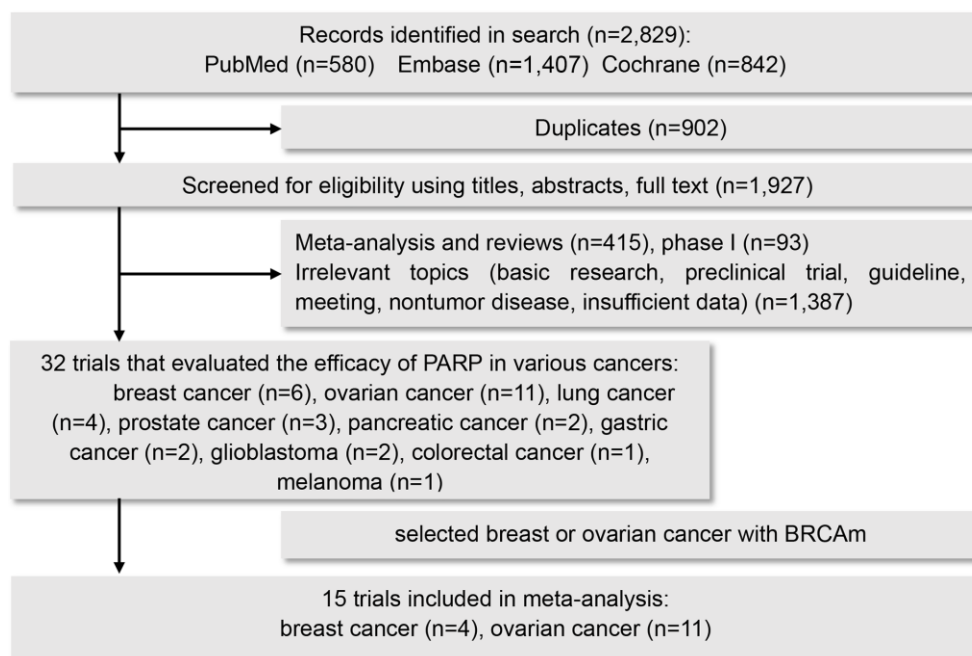 Records identified in search (n=2,829):
PubMed (n=580) Embase (n=1,407) Cochrane (n=842)
Duplicates (n=902)
Screened for eligibility using titles, abstracts, full text (n=1,927)
Meta-analysis and reviews (n=415), phase I (n=93)
Irrelevant topics (basic research, preclinical trial, guideline,
meeting, nontumor disease, insufficient data) (n=1,387)
32 trials that evaluated the efficacy of PARP in various cancers:
breast cancer (n=6), ovarian cancer (n=11), lung cancer
(n=4), prostate cancer (n=3), pancreatic cancer (n=2), gastric
cancer (n=2), glioblastoma (n=2), colorectal cancer (n=1),
melanoma (n=1)
selected breast or ovarian cancer with BRCAm
15 trials included in meta-analysis:
breast cancer (n=4), ovarian cancer (n=11)